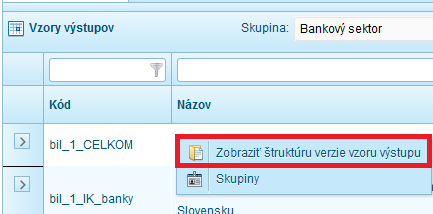 Vzory výstupov Skupina: Bankový sektor
Kód Názov
bil_1_CELKOM
Zobraziť štruktúru verzie vzoru výstupu
Skupiny
bil_1_IK_banky
Slovensku